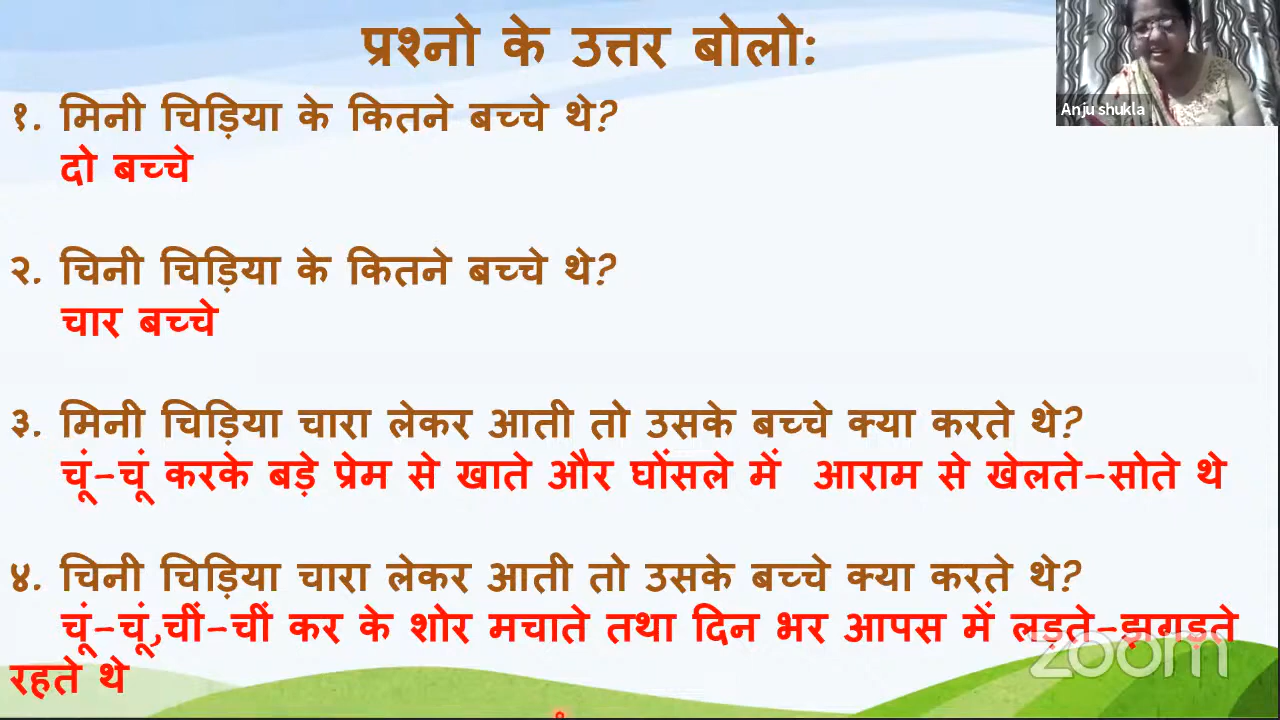 प्रश्नो के उत्तर बोलो:
Anju shukla
१. मिनी चिड़िया के कितने बच्चे थे?
दो बच्चे
२. चिनी चिड़िया के कितने बच्चे थे?
चार बच्चे
३. मिनी चिड़िया चारा लेकर आती तो उसके बच्चे क्या करते थे?
चूं-चूं करके बड़े प्रेम से खाते और घोंसले में आराम से खेलते-सोते थे
४. चिनी चिड़िया चारा लेकर आती तो उसके बच्चे क्या करते थे?
चूं-चूं,चीं-चीं कर के शोर मचाते तथा दिन भर आपस में लड़ते-झगड़ते
रहते थे
zoom